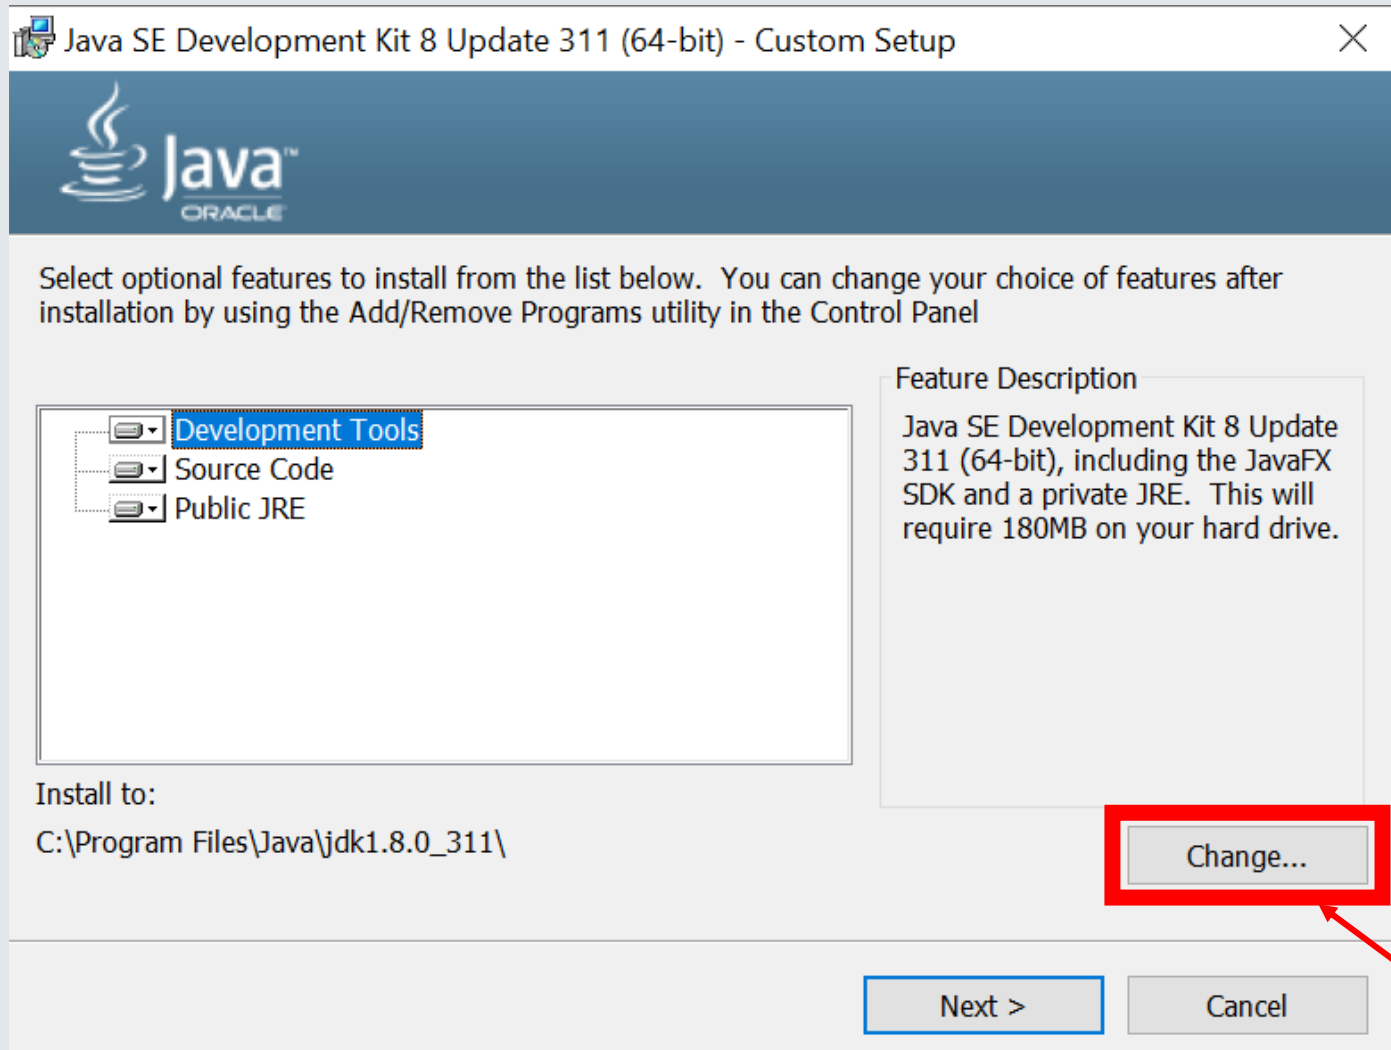 Java SE Development Kit 8 Update 311 (64-bit) - Custom Setup
Java™
ORACLE
Select optional features to install from the list below.  You can change your choice of features after
installation by using the Add/Remove Programs utility in the Control Panel
Development Tools
Source Code
Public JRE
Feature Description
Java SE Development Kit 8 Update
311 (64-bit), including the JavaFX
SDK and a private JRE.  This will
require 180MB on your hard drive.
Install to:
C:\Program Files\Java\jdk1.8.0_311\
Change...
Next >
Cancel